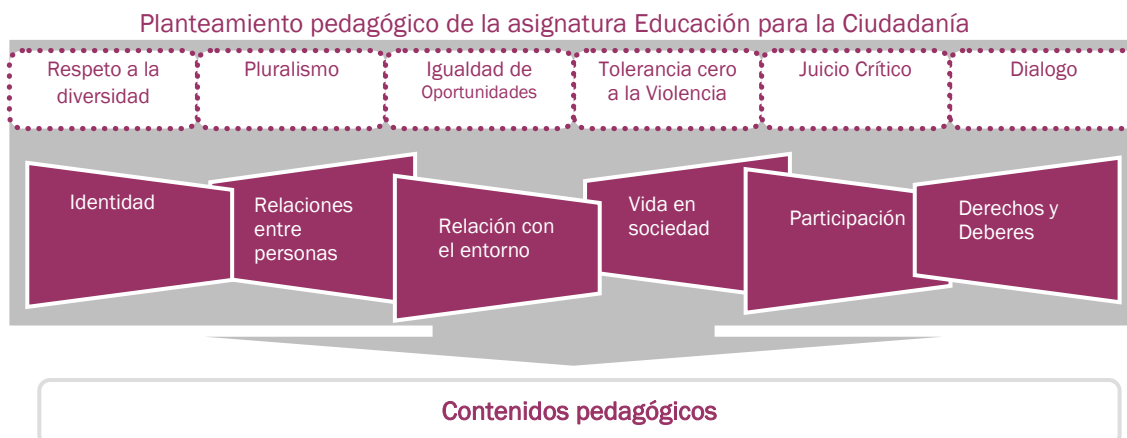 Planteamiento pedagógico de la asignatura Educación para la Ciudadanía
Respeto a la
diversidad
Pluralismo
Igualdad de
Oportunidades
Tolerancia cero
a la Violencia
Juicio Crítico
Dialogo
Identidad
Relaciones
entre
personas
Relación con
el entorno
Vida en
sociedad
Participación
Derechos y
Deberes
Contenidos pedagógicos